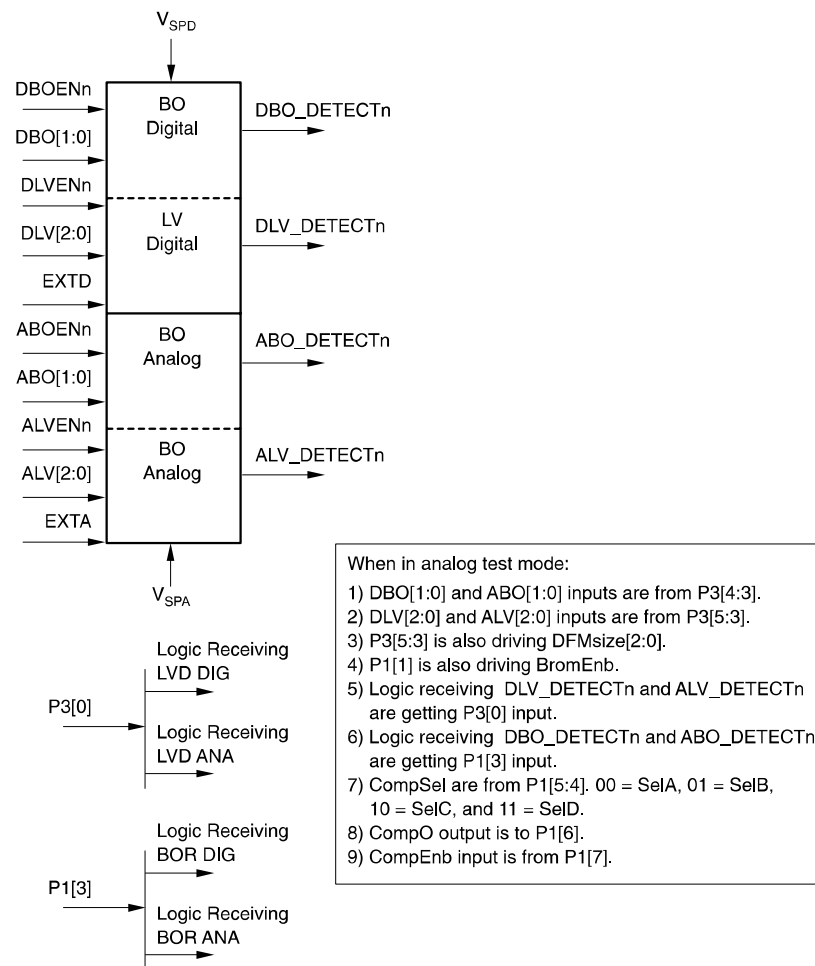 VSPD
DBOENn
BO
Digital
DBO_DETECTn
DBO[1:0]
DLVENn
LV
Digital
DLV_DETECTn
DLV[2:0]
EXTD
ABOENn
BO
Analog
ABO_DETECTn
ABO[1:0]
ALVENn
BO
Analog
ALV_DETECTn
ALV[2:0]
EXTA
VSPA
Logic Receiving
LVD DIG
P3[0]
Logic Receiving
LVD ANA
Logic Receiving
BOR DIG
P1[3]
Logic Receiving
BOR ANA
When in analog test mode:
1) DBO[1:0] and ABO[1:0] inputs are from P3[4:3].
2) DLV[2:0] and ALV[2:0] inputs are from P3[5:3].
3) P3[5:3] is also driving DFMsize[2:0].
4) P1[1] is also driving BromEnb.
5) Logic receiving DLV_DETECTn and ALV_DETECTn
are getting P3[0] input.
6) Logic receiving DBO_DETECTn and ABO_DETECTn
are getting P1[3] input.
7) CompSel are from P1[5:4]. 00 = SelA, 01 = SelB,
10 = SelC, and 11 = SelD.
8) CompO output is to P1[6].
9) CompEnb input is from P1[7].